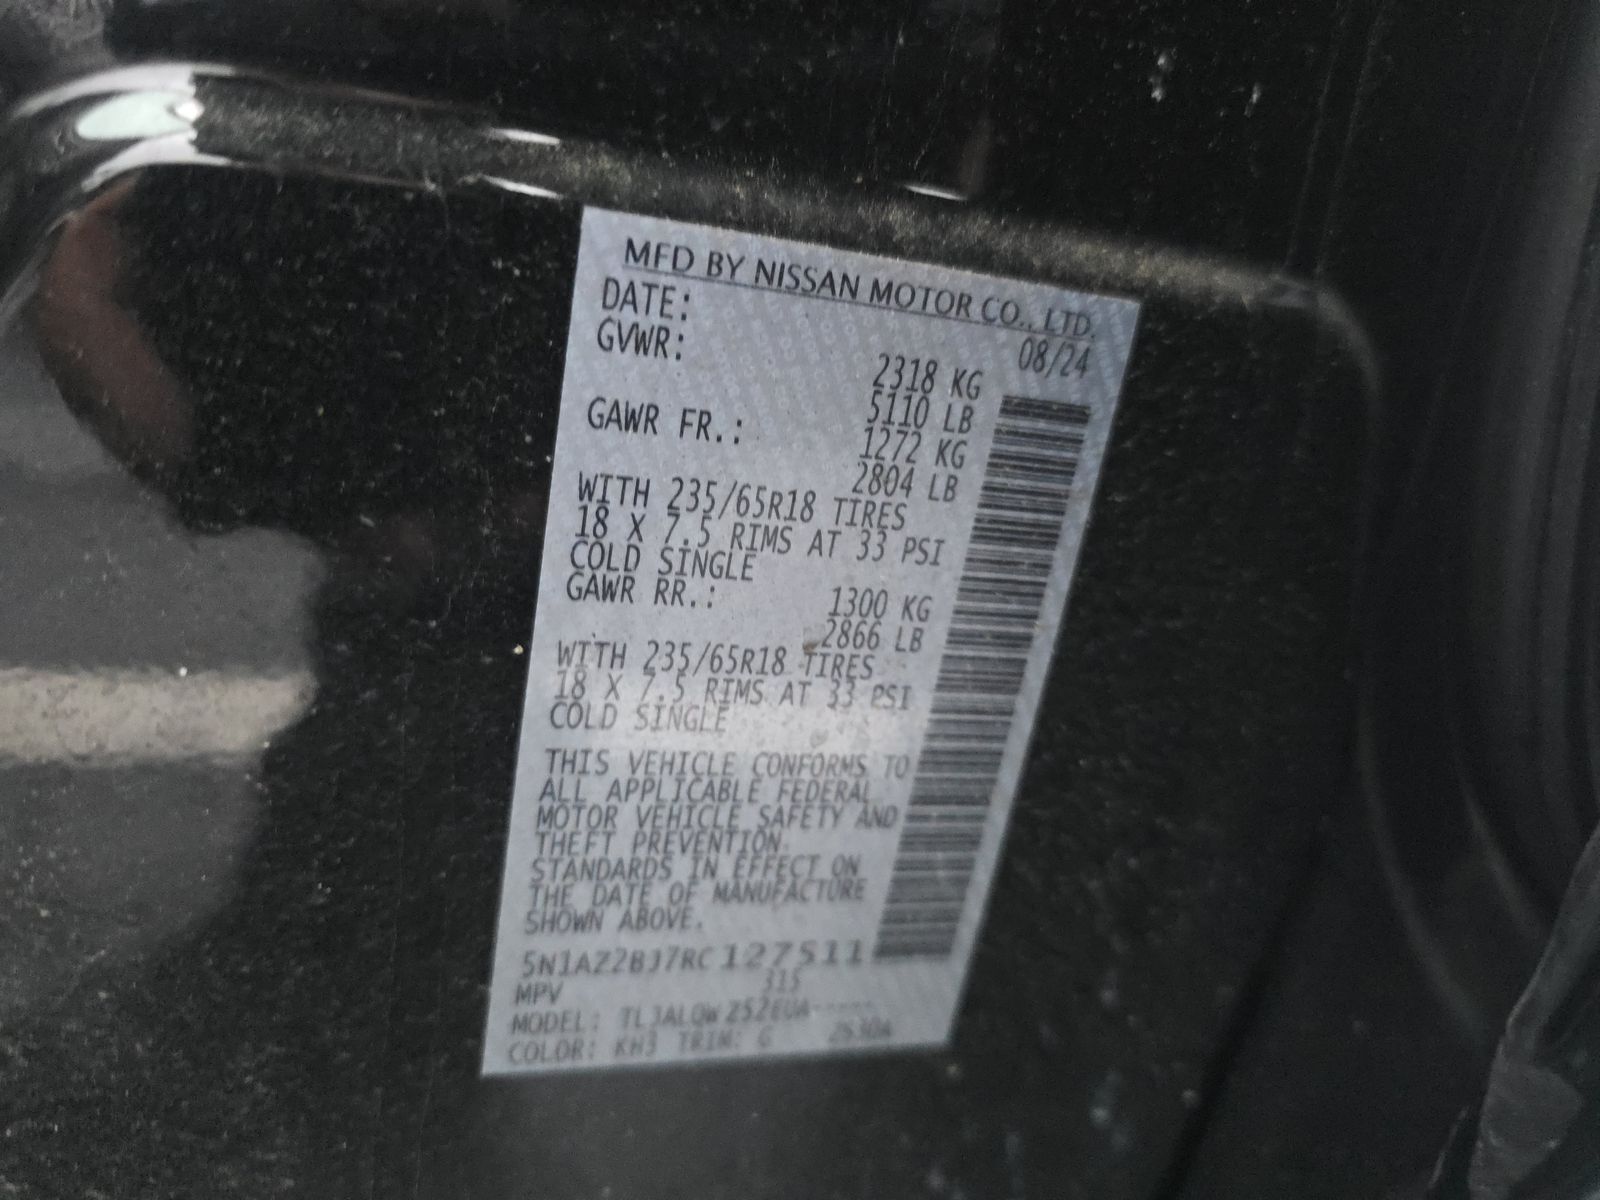 MFD BY NISSAN MOTOR CO., LTD.
DATE: 08/24
GVWR: 2318 KG
5110 LB
GAWR FR.: 1272 KG
2804 LB
WITH 235/65R18 TIRES
18 X 7.5 RIMS AT 33 PSI
COLD SINGLE
GAWR RR.: 1300 KG
2866 LB
WITH 235/65R18 TIRES
18 X 7.5 RIMS AT 33 PSI
COLD SINGLE
THIS VEHICLE CONFORMS TO
ALL APPLICABLE FEDERAL
MOTOR VEHICLE SAFETY AND
THEFT PREVENTION
STANDARDS IN EFFECT ON
THE DATE OF MANUFACTURE
SHOWN ABOVE.
5N1AZ2BJ7RC127511
MPV 315
MODEL:
COLOR: KH3 TRIM: G